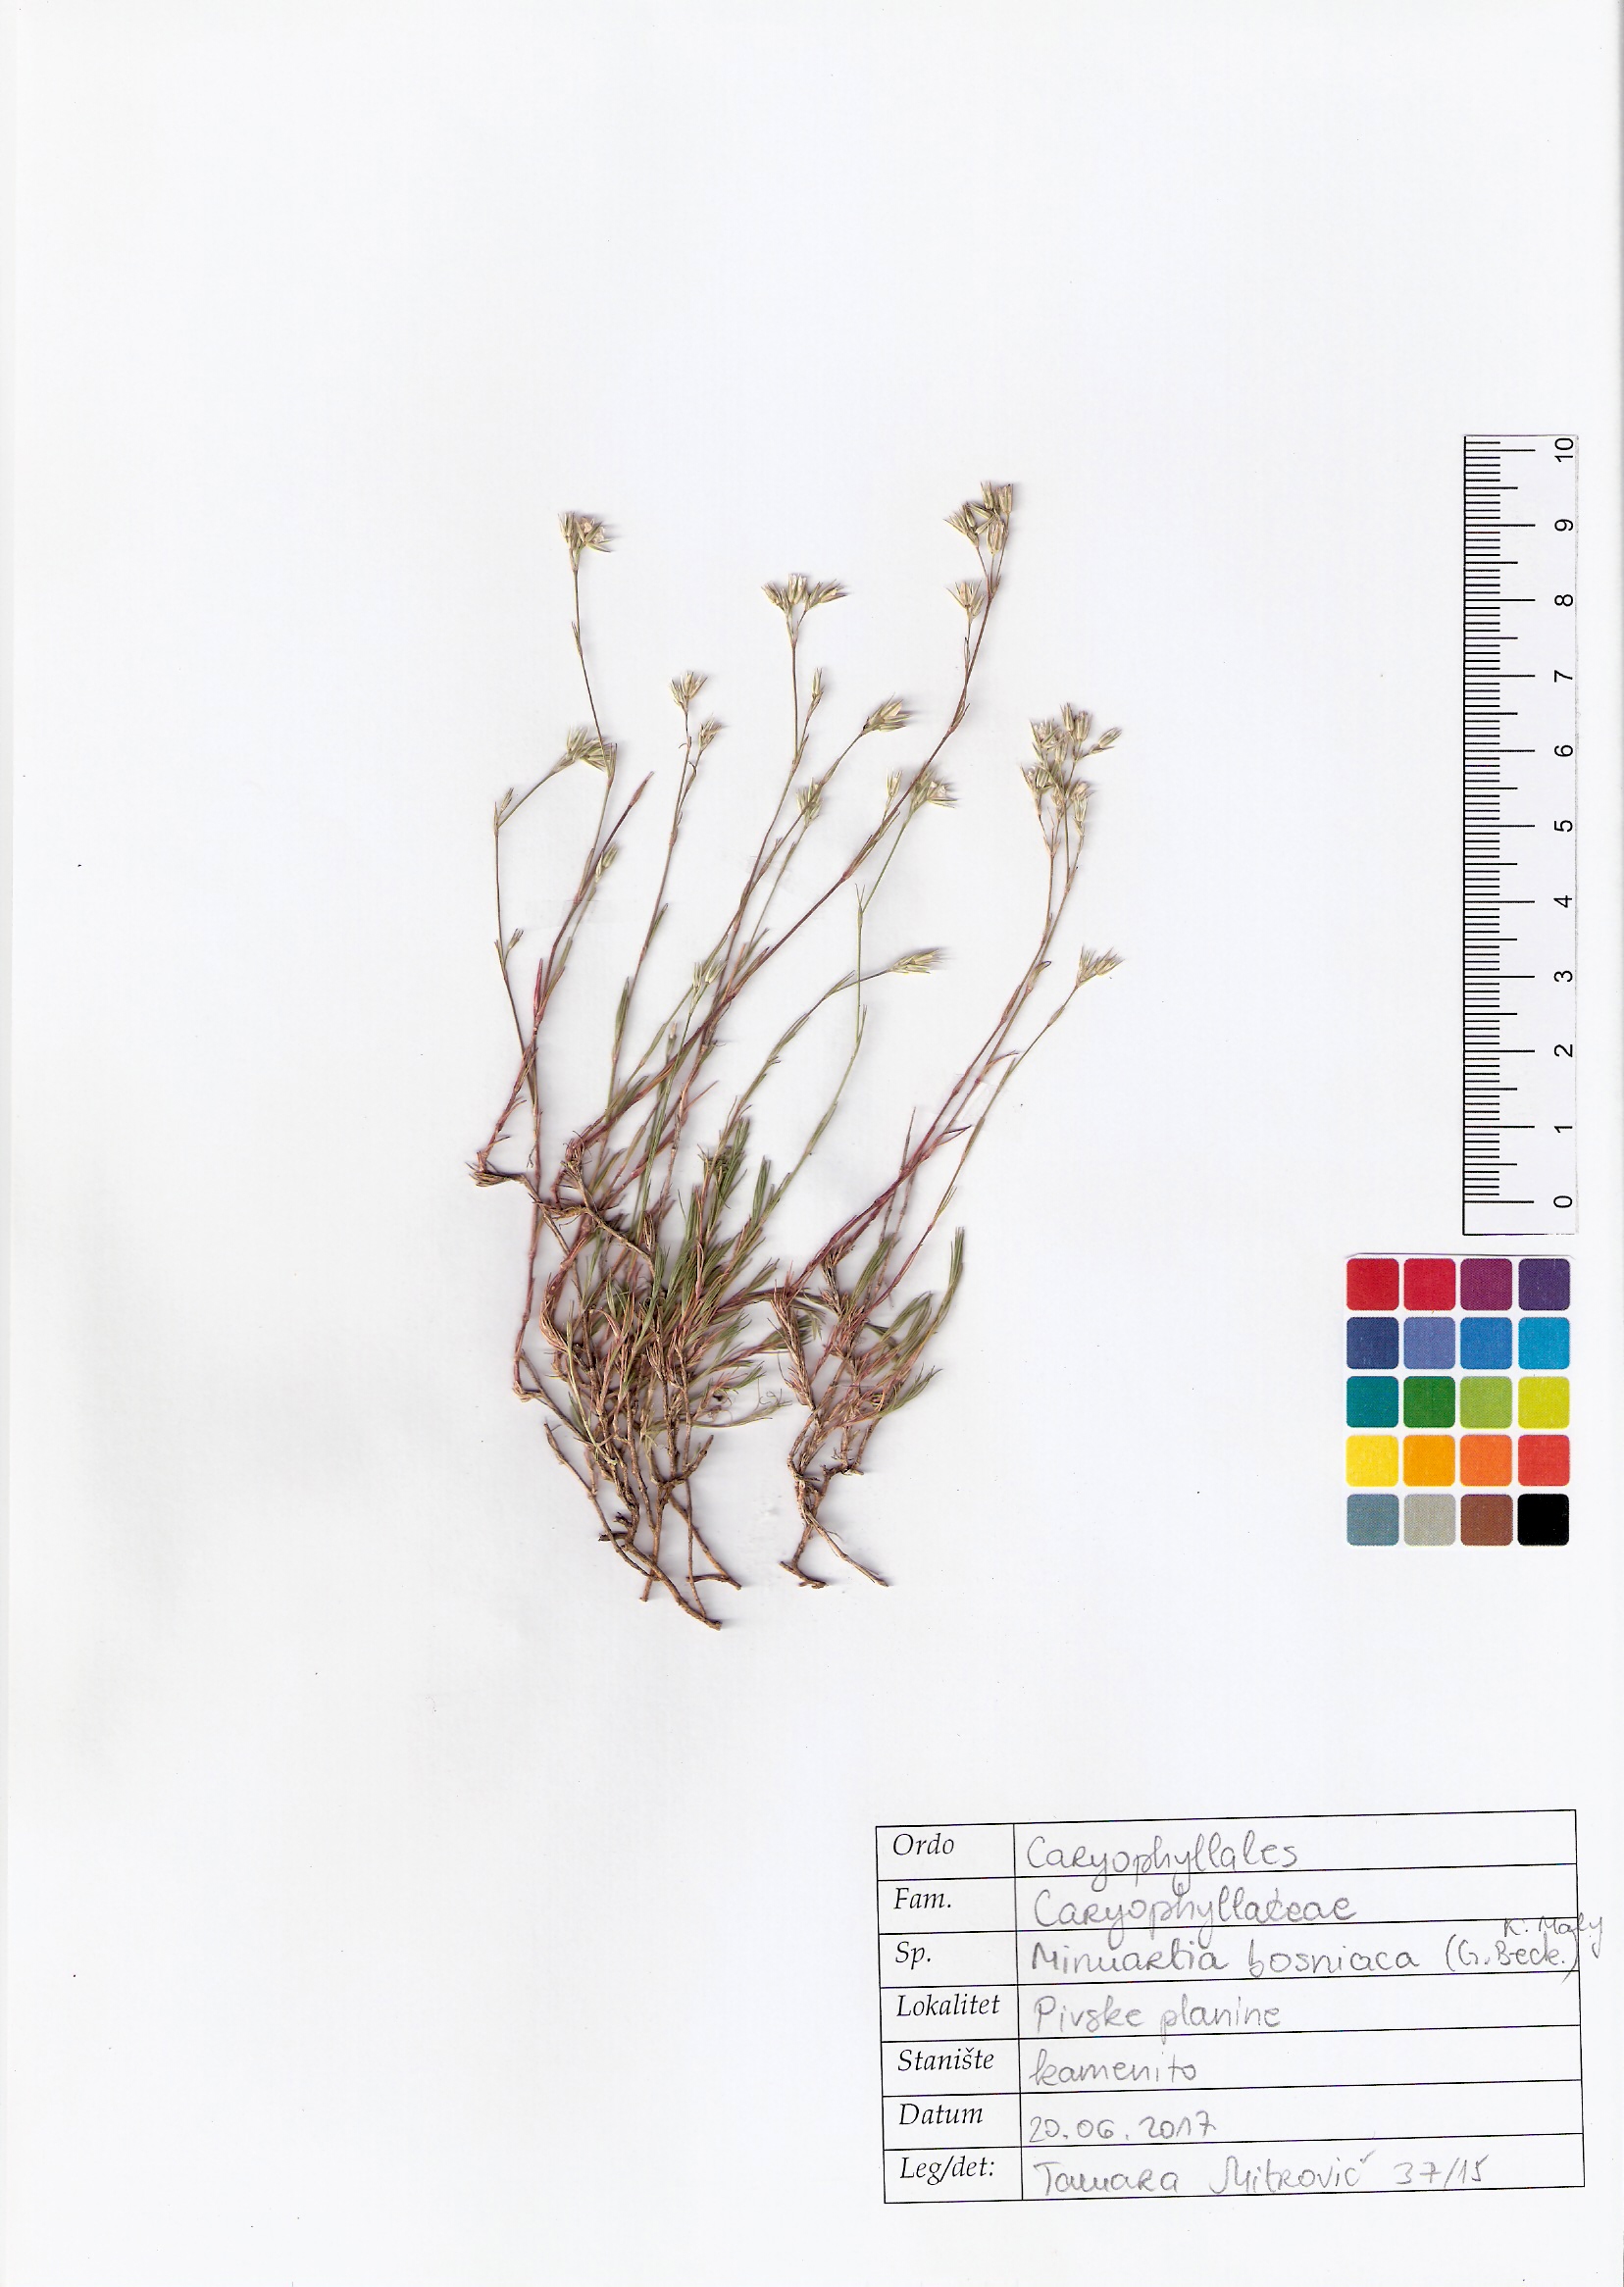 10
9
8
7
6
5
4
3
2
1
0
Ordo Caryophyllales
Fam. Caryophyllaceae
K. Maly
Sp. Minuartia bosniaca (G. Beck.)
Lokalitet Pivske planine
Stanište kamenito
Datum 20.06.2017
Leg/det: Tamara Mitrović 37/15